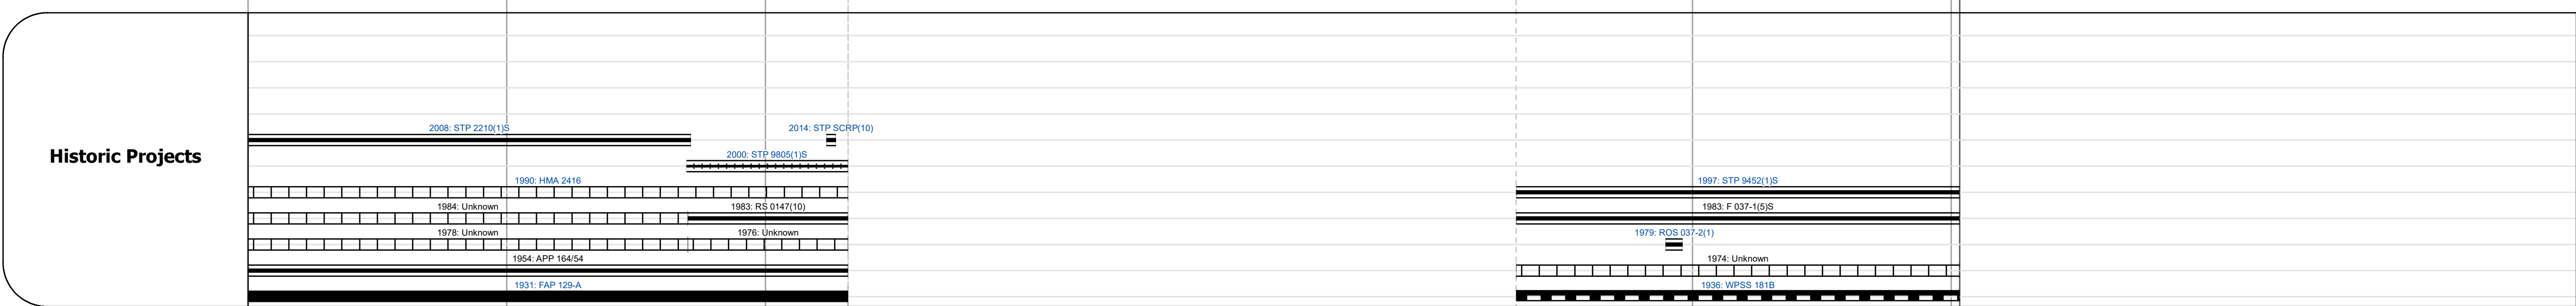 Historic Projects
2008: STP 2210(1)S
2014: STP SCRP(10)
2000: STP 9805(1)S
1990: HMA 2416
1997: STP 9452(1)S
1984: Unknown
1983: RS 0147(10)
1983: F 037-1(5)S
1978: Unknown
1976: Unknown
1979: ROS 037-2(1)
1954: APP 164/54
1974: Unknown
1931: FAP 129-A
1936: WPSS 181B